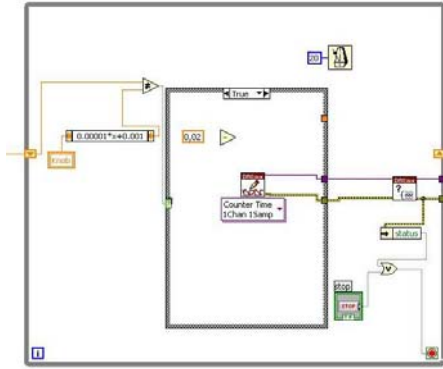 20
True
0.00001*x+0.001
0,02
Knob
DAQmx
DAQmx
Counter Time
1Chan 1Samp
status
stop
STOP
i